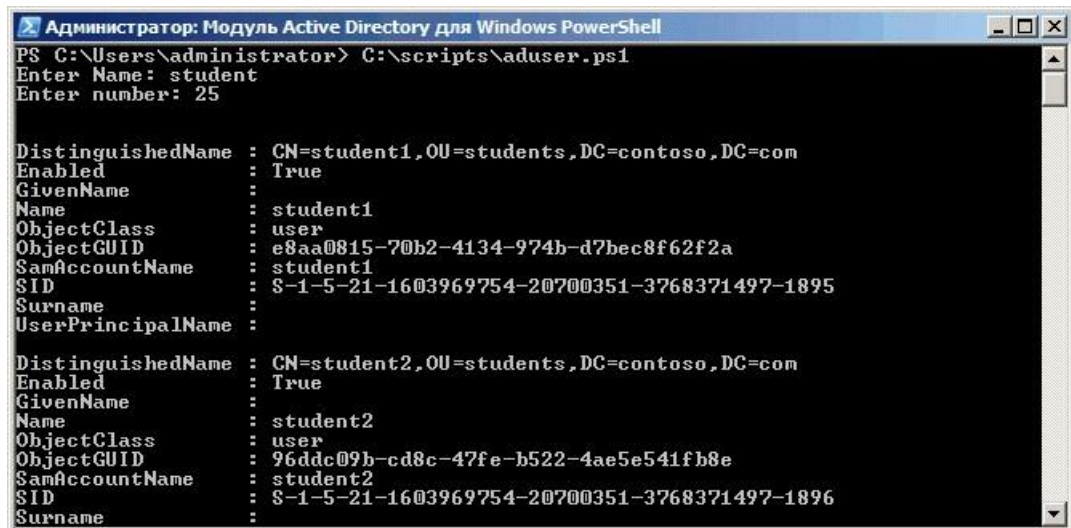 Администратор: Модуль Active Directory для Windows PowerShell
PS C:\Users\administrator> C:\scripts\aduser.ps1
Enter Name: student
Enter number: 25
DistinguishedName : CN=student1,OU=students,DC=contoso,DC=com
Enabled : True
GivenName :
Name : student1
ObjectClass : user
ObjectGUID : e8aa0815-70b2-4134-974b-d7bec8f62f2a
SamAccountName : student1
SID : S-1-5-21-1603969754-20700351-3768371497-1895
Surname :
UserPrincipalName :
DistinguishedName : CN=student2,OU=students,DC=contoso,DC=com
Enabled : True
GivenName :
Name : student2
ObjectClass : user
ObjectGUID : 96ddc09b-cd8c-47fe-b522-4ae5e541fb8e
SamAccountName : student2
SID : S-1-5-21-1603969754-20700351-3768371497-1896
Surname :